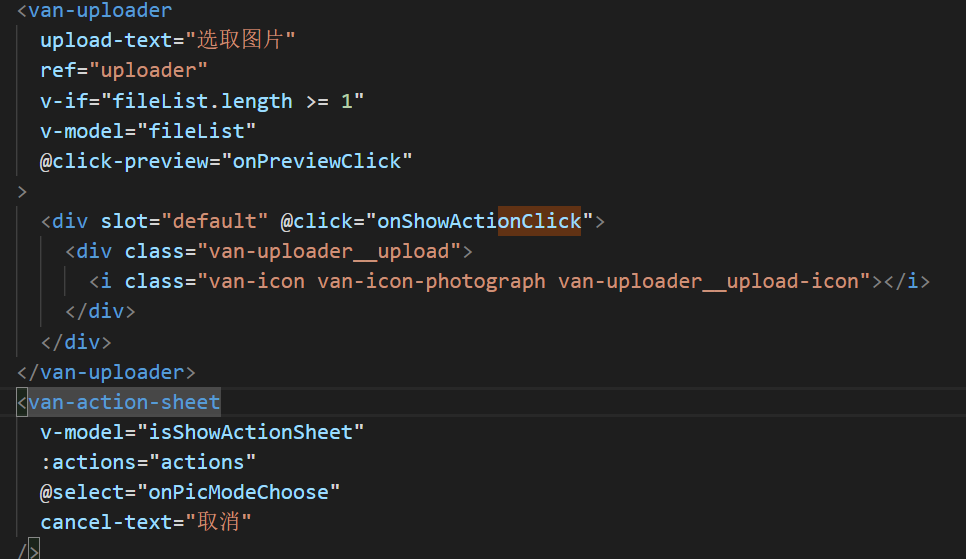 <van-uploader
upload-text="选取图片"
ref="uploader"
v-if="fileList.length >= 1"
v-model="fileList"
@click-preview="onPreviewClick"
>
<div slot="default" @click="onShowActionClick">
<div class="van-uploader__upload">
<i class="van-icon van-icon-photograph van-uploader__upload-icon"></i>
</div>
</div>
</van-uploader>
<van-action-sheet
v-model="isShowActionSheet"
:actions="actions"
@select="onPicModeChoose"
cancel-text="取消"
/>